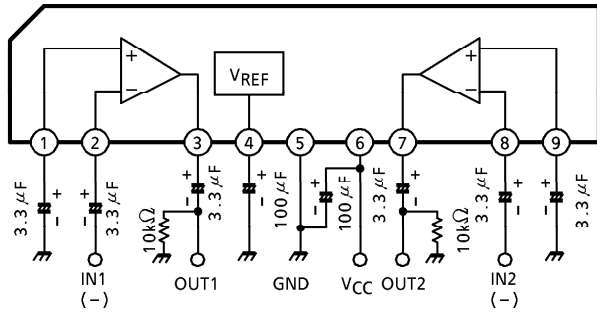 +
−
VREF
+
−
1
2
3
4
5
6
7
8
9
3.3 μF
+
-
3.3 μF
+
-
10kΩ
3.3 μF
+
-
100 μF
+
-
100 μF
+
-
3.3 μF
+
-
10kΩ
3.3 μF
+
-
3.3 μF
+
-
IN1
(−)
OUT1
GND
VCC
OUT2
IN2
(−)